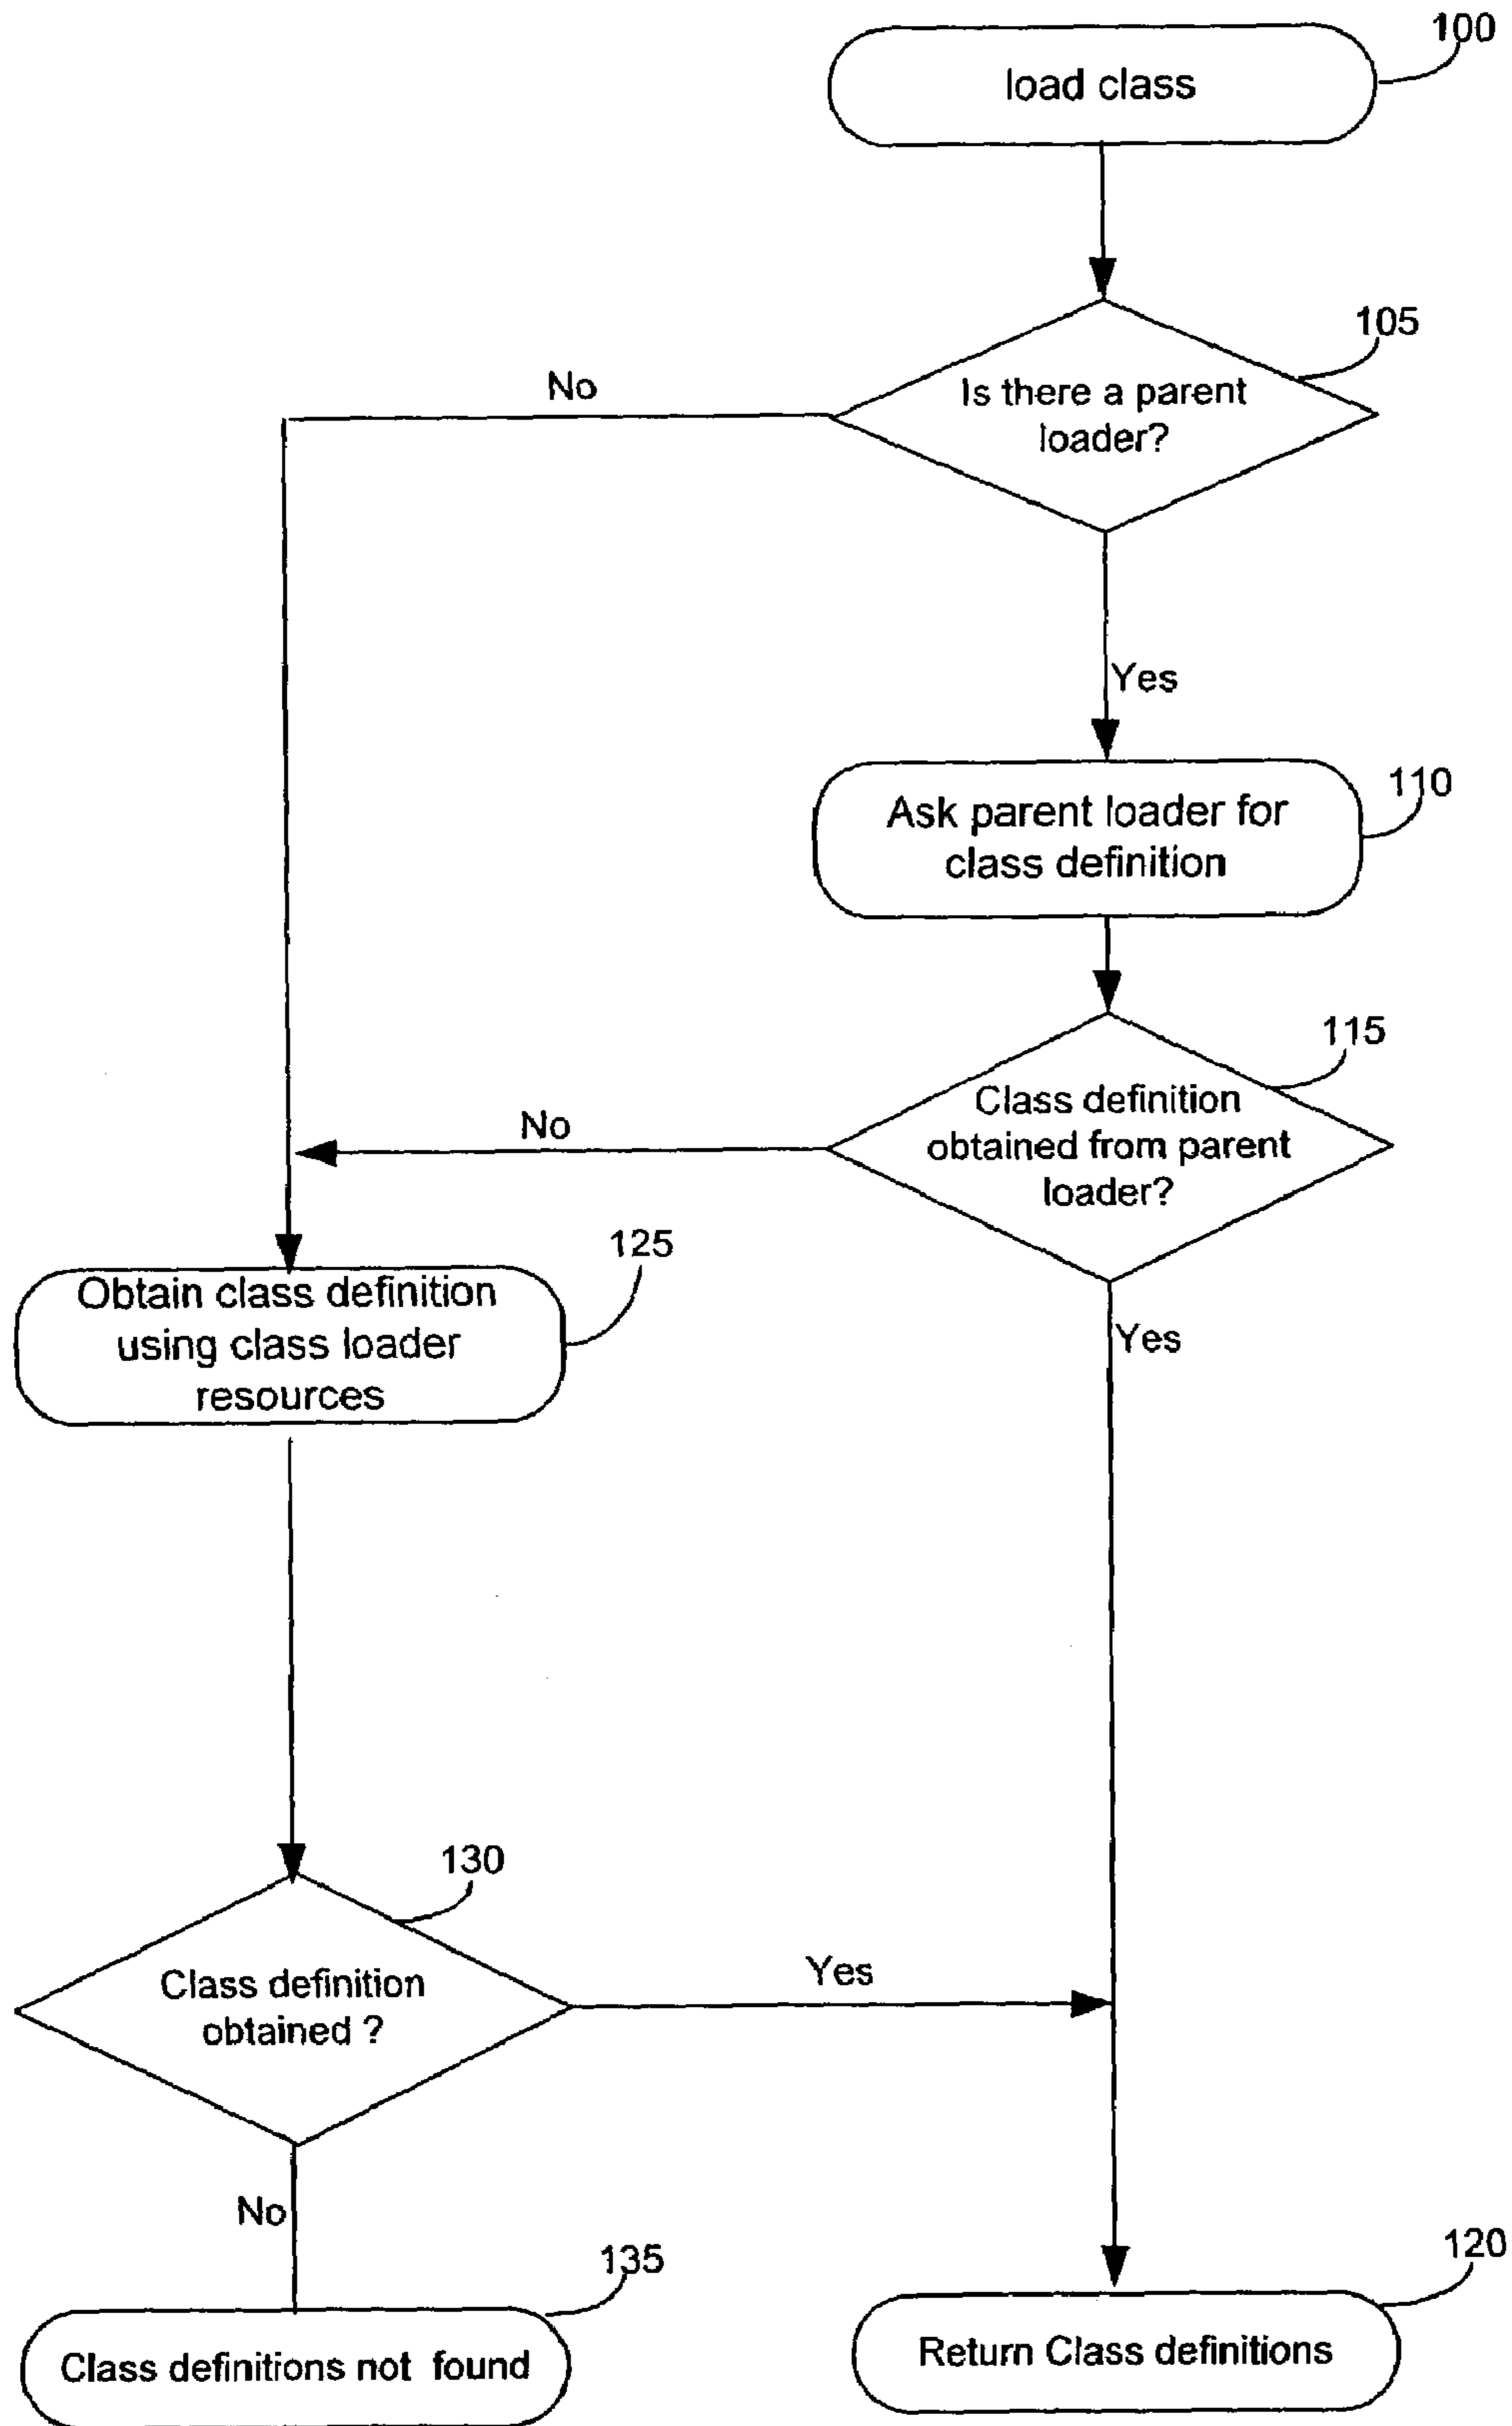 100
load class
105
Is there a parent
loader?
No
Yes
110
Ask parent loader for
class definition
115
Class definition
obtained from parent
loader?
No
Yes
125
Obtain class definition
using class loader
resources
130
Class definition
obtained ?
Yes
No
135
Class definitions not found
120
Return Class definitions